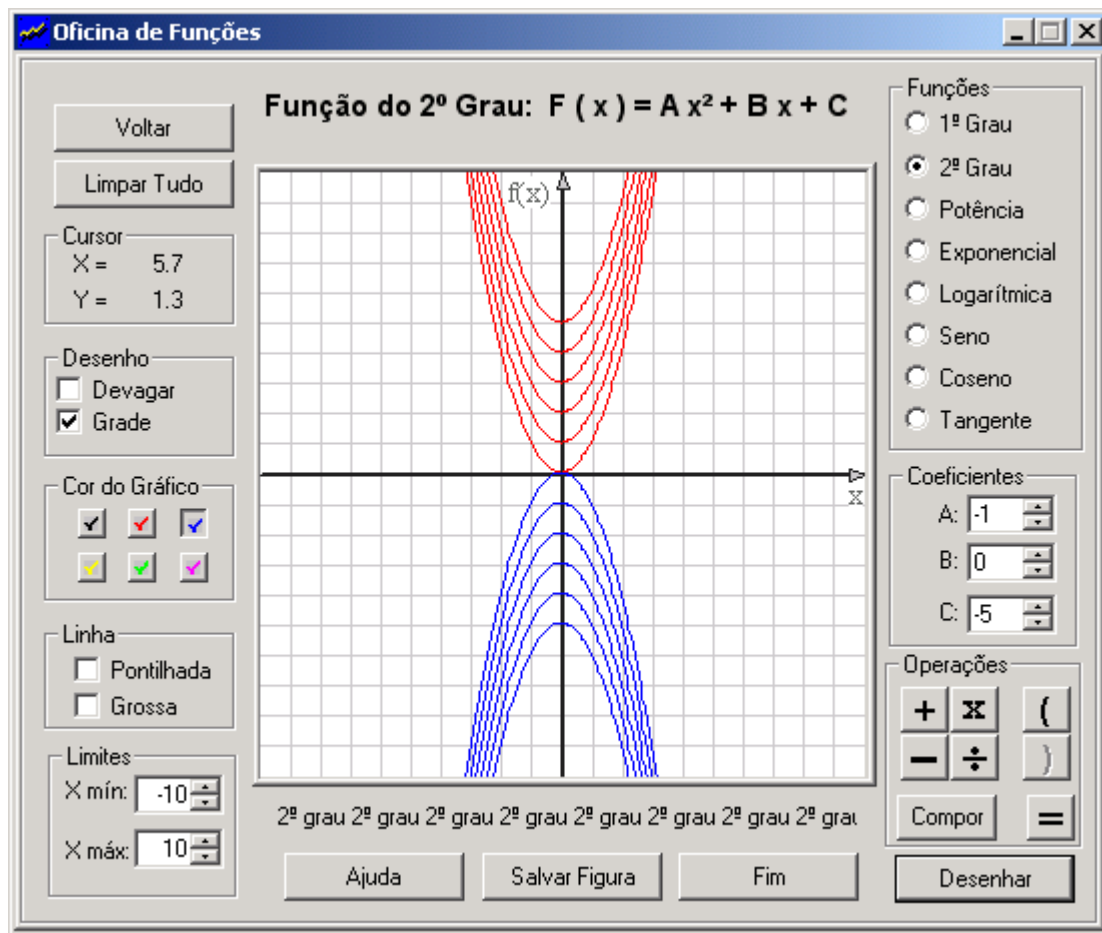 Oficina de Funções
Voltar
Limpar Tudo
Cursor
X = 5.7
Y = 1.3
Desenho
Devagar
Grade
Cor do Gráfico
Linha
Pontilhada
Grossa
Limites
X mín: -10
X máx: 10
Função do 2º Grau: F ( x ) = A x² + B x + C
f(x)
x
2º grau 2º grau 2º grau 2º grau 2º grau 2º grau 2º grau 2º grau
Ajuda
Salvar Figura
Fim
Funções
1º Grau
2º Grau
Potência
Exponencial
Logarítmica
Seno
Coseno
Tangente
Coeficientes
A: -1
B: 0
C: -5
Operações
+ x (
− ÷ )
Compor =
Desenhar